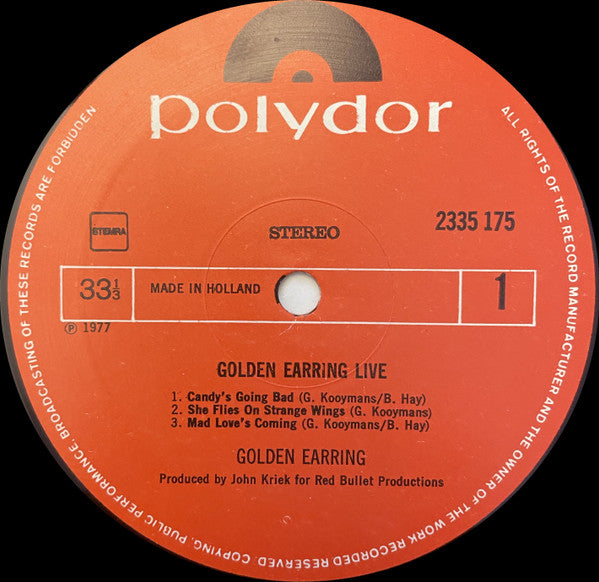 polydor
STEMRA
STEREO
2335 175
33⅓
MADE IN HOLLAND
1
℗ 1977
GOLDEN EARRING LIVE
1. Candy's Going Bad (G. Kooymans/B. Hay)
2. She Flies On Strange Wings (G. Kooymans)
3. Mad Love's Coming (G. Kooymans/B. Hay)
GOLDEN EARRING
Produced by John Kriek for Red Bullet Productions
ALL RIGHTS OF THE RECORD MANUFACTURER AND THE OWNER OF THE WORK RECORDED RESERVED. COPYING, PUBLIC PERFORMANCE, BROADCASTING OF THESE RECORDS ARE FORBIDDEN